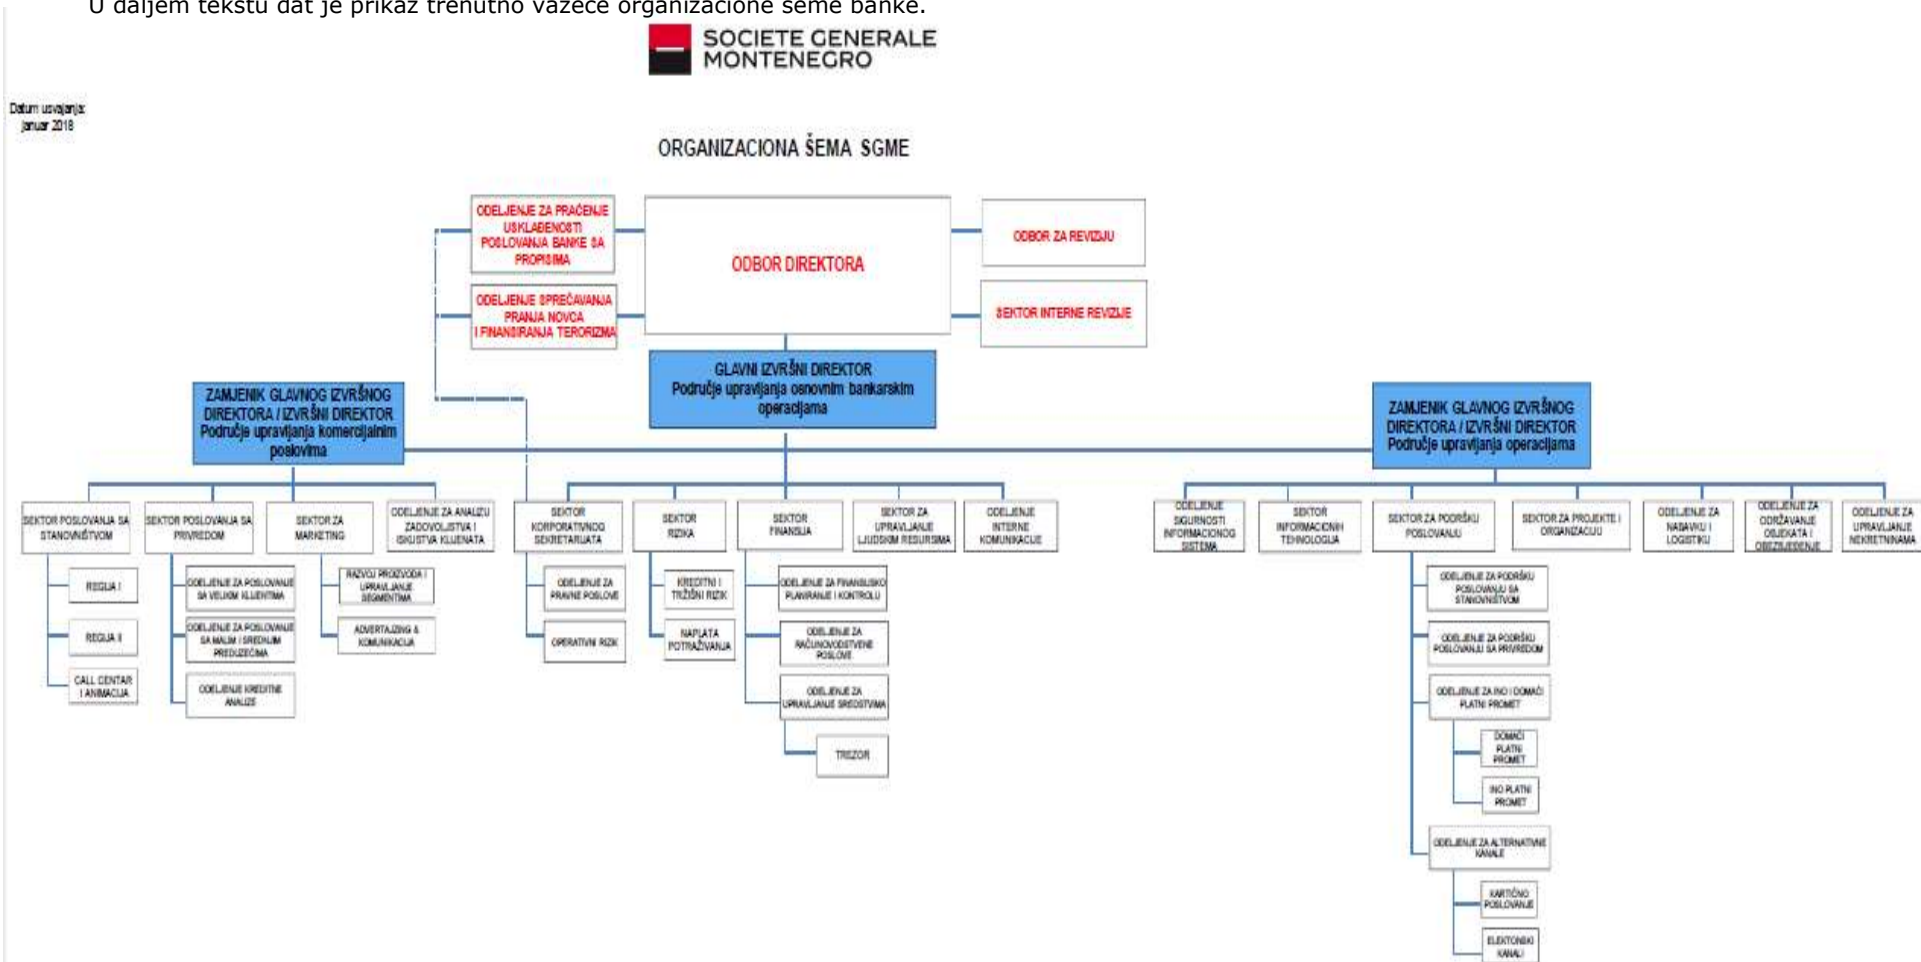 U daljem tekstu dat je prikaz trenutno važeće organizacione šeme banke.
SOCIETE GENERALE
MONTENEGRO
Datum usvajanja:
januar 2018
ORGANIZACIONA ŠEMA SGME
ODELJENJE ZA PRAĆENJE
USKLAĐENOSTI
POSLOVANJA BANKE SA
PROPISIMA
ODBOR DIREKTORA
ODBOR ZA REVIZIJU
ODELJENJE SPREČAVANJA
PRANJA NOVCA
I FINANSIRANJA TERORIZMA
SEKTOR INTERNE REVIZIJE
GLAVNI IZVRŠNI DIREKTOR
Područje upravljanja osnovnim bankarskim
operacijama
ZAMJENIK GLAVNOG IZVRŠNOG
DIREKTORA / IZVRŠNI DIREKTOR
Područje upravljanja komercijalnim
poslovima
ZAMJENIK GLAVNOG IZVRŠNOG
DIREKTORA / IZVRŠNI DIREKTOR
Područje upravljanja operacijama
SEKTOR POSLOVANJA SA
STANOVNIŠTVOM
SEKTOR POSLOVANJA SA
PRIVREDOM
SEKTOR ZA
MARKETING
ODELJENJE ZA ANALIZU
ZADOVOLJSTVA I
ISKUSTVA KLIJENATA
SEKTOR
KORPORATIVNOG
SEKRETARIJATA
SEKTOR
RIZIKA
SEKTOR
FINANSIJA
SEKTOR ZA
UPRAVLJANJE
LJUDSKIM RESURSIMA
ODELJENJE
INTERNE
KOMUNIKACIJE
ODELJENJE
SIGURNOSTI
INFORMACIONOG
SISTEMA
SEKTOR
INFORMACIONIH
TEHNOLOGIJA
SEKTOR ZA PODRŠKU
POSLOVANJU
SEKTOR ZA PROJEKTE I
ORGANIZACIJU
ODELJENJE ZA
NABAVKU I
LOGISTIKU
ODELJENJE ZA
ODRŽAVANJE
OBJEKATA I
OBEZBJEĐENJE
ODELJENJE ZA
UPRAVLJANJE
NEKRETNINAMA
REGIJA I
REGIJA II
CALL CENTAR
I ANIMACIJA
ODELJENJE ZA POSLOVANJE
SA VELIKIM KLIJENTIMA
ODELJENJE ZA POSLOVANJE
SA MALIM I SREDNJIM
PREDUZEĆIMA
ODELJENJE KREDITNE
ANALIZE
RAZVOJ PROIZVODA I
UPRAVLJANJE
SEGMENTIMA
ADVERTAJZING &
KOMUNIKACIJA
ODELJENJE ZA
PRAVNE POSLOVE
OPERATIVNI RIZIK
KREDITNI I
TRŽIŠNI RIZIK
NAPLATA
POTRAŽIVANJA
ODELJENJE ZA FINANSIJSKO
PLANIRANJE I KONTROLU
ODELJENJE ZA
RAČUNOVODSTVENE
POSLOVE
ODELJENJE ZA
UPRAVLJANJE SREDSTVIMA
TREZOR
ODELJENJE ZA PODRŠKU
POSLOVANJU SA
STANOVNIŠTVOM
ODELJENJE ZA PODRŠKU
POSLOVANJU SA PRIVREDOM
ODELJENJE ZA INO I DOMAĆI
PLATNI PROMET
DOMAĆI
PLATNI
PROMET
INO PLATNI
PROMET
ODELJENJE ZA ALTERNATIVNE
KANALE
KARTIČNO
POSLOVANJE
ELEKTONSKI
KANALI